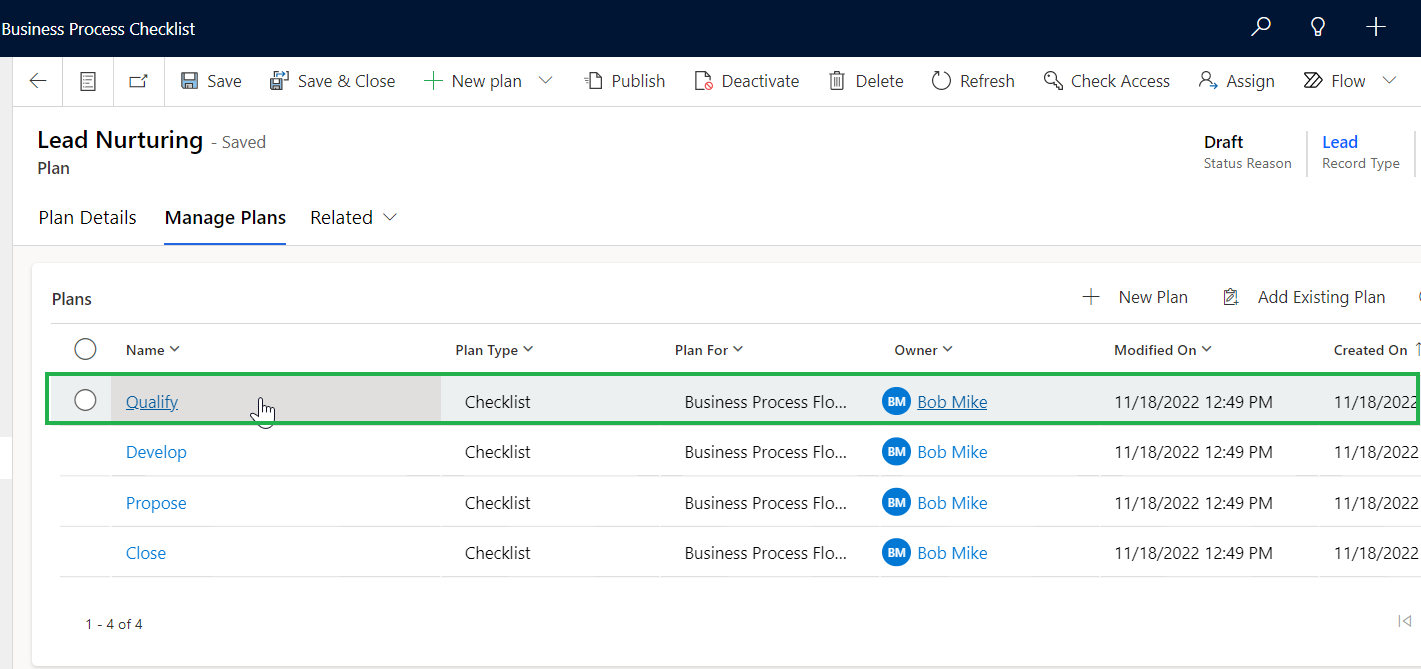 Business Process Checklist
Save Save & Close New plan Publish Deactivate Delete Refresh Check Access Assign Flow
Lead Nurturing - Saved
Plan
Draft
Status Reason
Lead
Record Type
Plan Details Manage Plans Related
Plans
New Plan Add Existing Plan
Name Plan Type Plan For Owner Modified On Created On
Qualify Checklist Business Process Flo... BM Bob Mike 11/18/2022 12:49 PM 11/18/2022
Develop Checklist Business Process Flo... BM Bob Mike 11/18/2022 12:49 PM 11/18/2022
Propose Checklist Business Process Flo... BM Bob Mike 11/18/2022 12:49 PM 11/18/2022
Close Checklist Business Process Flo... BM Bob Mike 11/18/2022 12:49 PM 11/18/2022
1 - 4 of 4